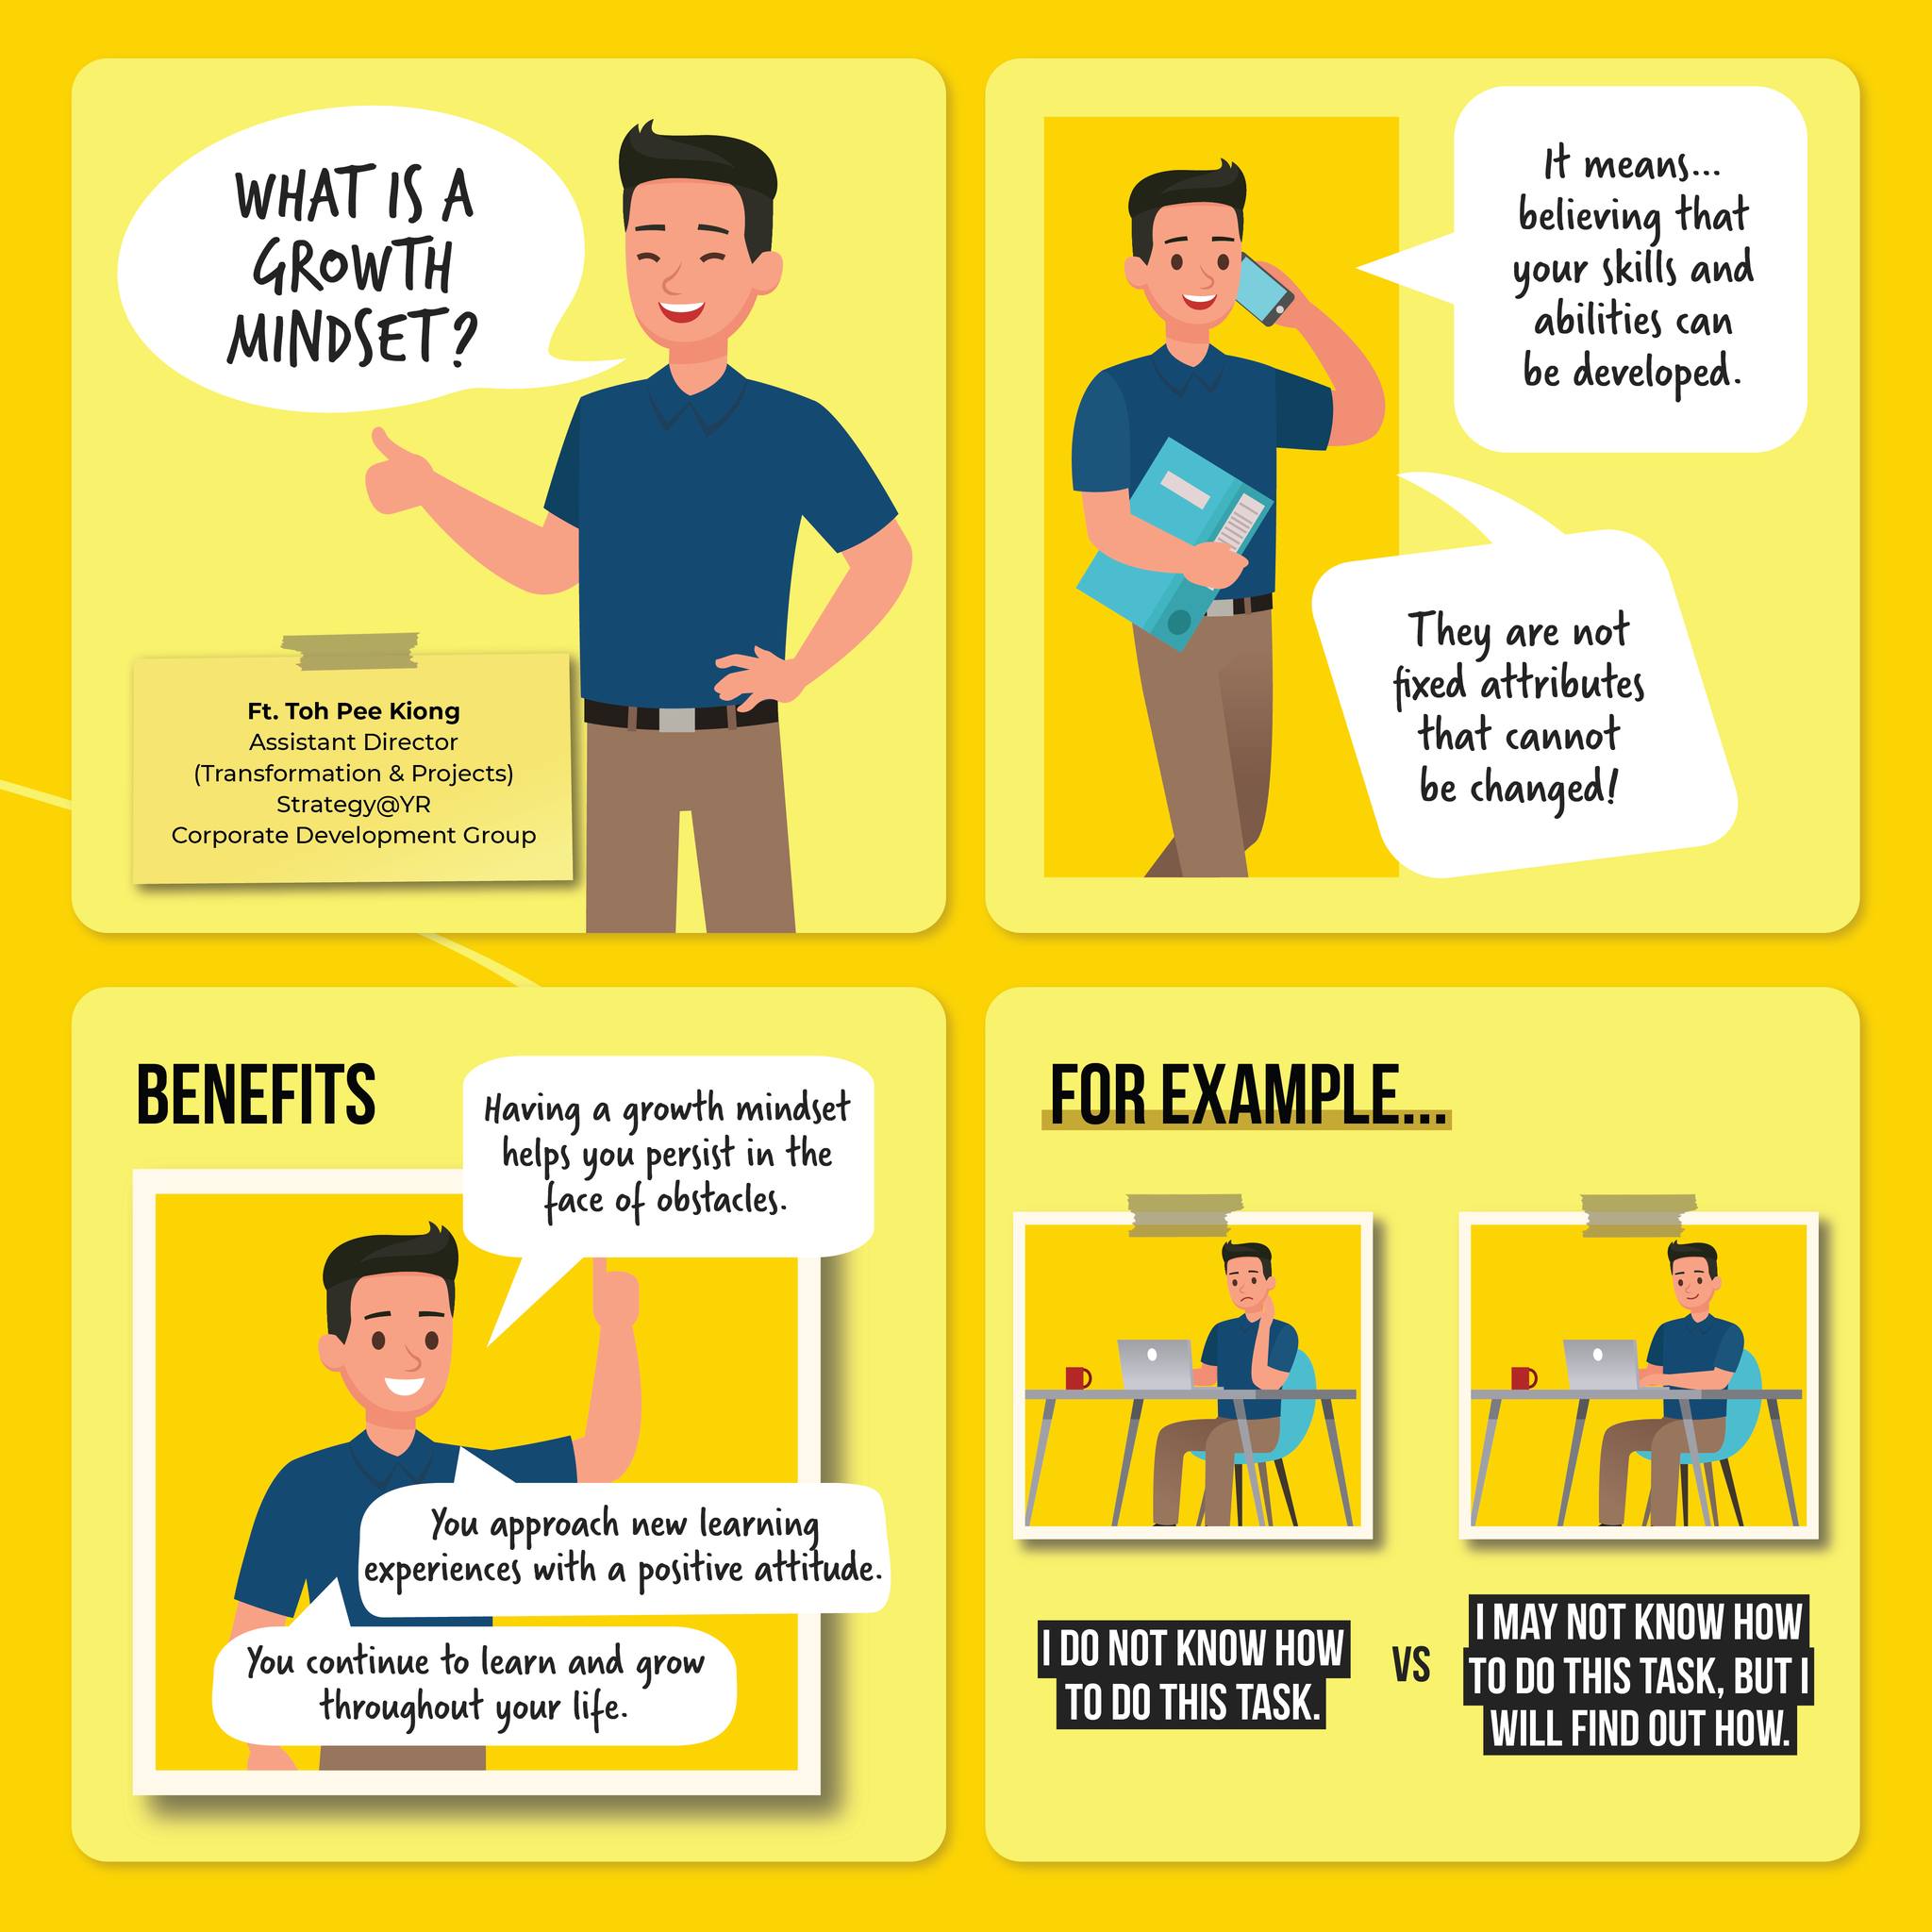 WHAT IS A
GROWTH
MINDSET?
Ft. Toh Pee Kiong
Assistant Director
(Transformation & Projects)
Strategy@YR
Corporate Development Group
It means...
believing that
your skills and
abilities can
be developed.
They are not
fixed attributes
that cannot
be changed!
BENEFITS
Having a growth mindset
helps you persist in the
face of obstacles.
You approach new learning
experiences with a positive attitude.
You continue to learn and grow
throughout your life.
FOR EXAMPLE...
I DO NOT KNOW HOW
TO DO THIS TASK.
VS
I MAY NOT KNOW HOW
TO DO THIS TASK, BUT I
WILL FIND OUT HOW.